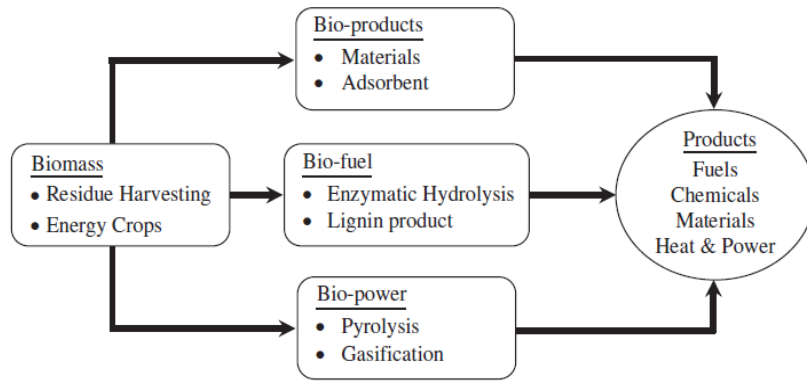 Bio-products
• Materials
• Adsorbent
Biomass
• Residue Harvesting
• Energy Crops
Bio-fuel
• Enzymatic Hydrolysis
• Lignin product
Bio-power
• Pyrolysis
• Gasification
Products
Fuels
Chemicals
Materials
Heat & Power